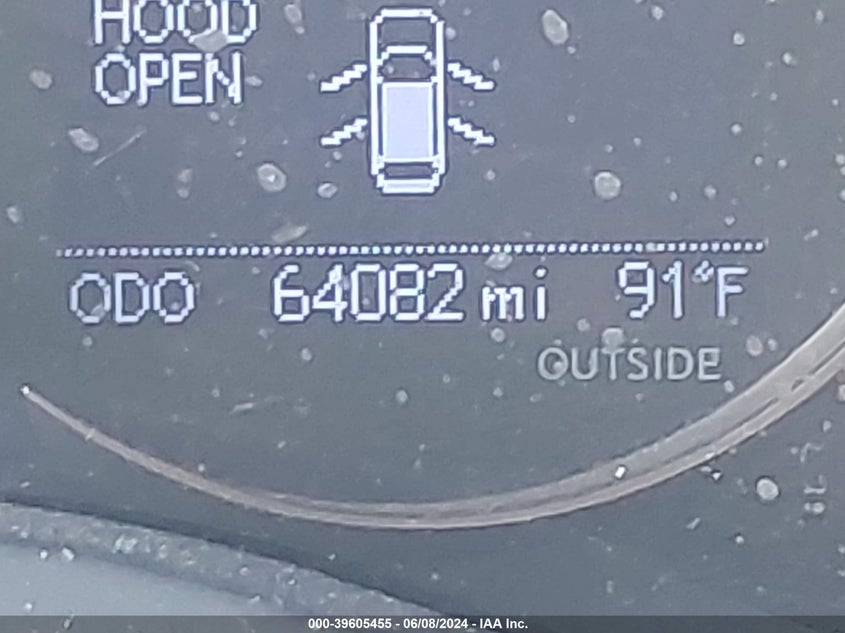 HOOD
OPEN
ODO 64082 mi 91°F
OUTSIDE
000-39605455 - 06/08/2024 - IAA Inc.